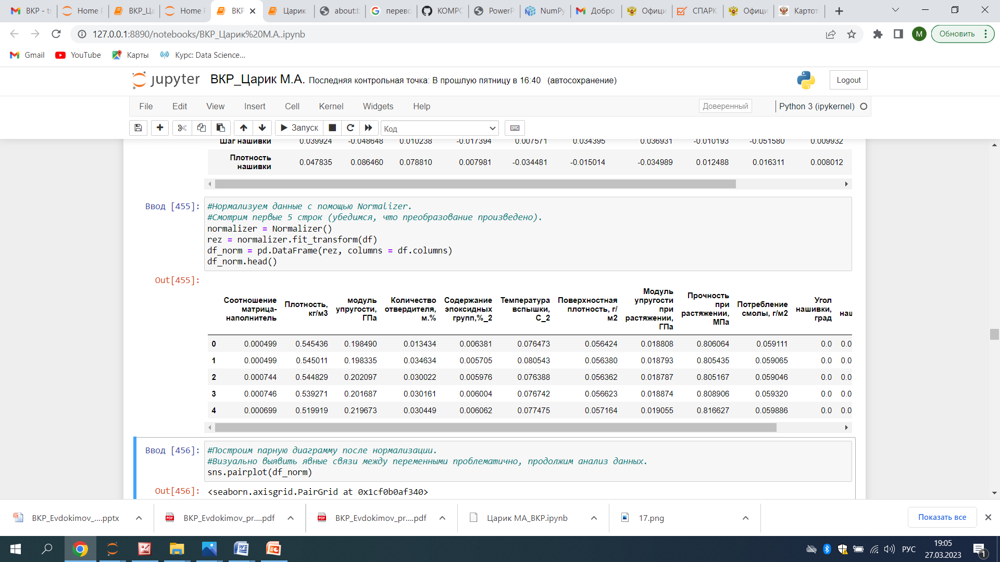 ВКР - ts
Home P
ВКР_Ца
Home P
ВКР
Царик
about:b
перево
КОМРО
PowerP
NumPy
Добро
Офици
СПАРК
Офици
Картот
127.0.0.1:8890/notebooks/ВКР_Царик%20М.А..ipynb
M
Обновить
Gmail
YouTube
Карты
Курс: Data Science...
jupyter
ВКР_Царик М.А. Последняя контрольная точка: В прошлую пятницу в 16:40 (автосохранение)
Logout
File Edit View Insert Cell Kernel Widgets Help
Доверенный
Python 3 (ipykernel)
Запуск
Код
Шаг нашивки 0.039924 -0.048648 0.010238 -0.017394 0.007571 0.034395 0.036931 -0.010193 -0.051580 0.009932
Плотность
нашивки 0.047835 0.086460 0.078810 0.007981 -0.034481 -0.015014 -0.034989 0.012488 0.016311 0.008012
Ввод [455]:
#Нормализуем данные с помощью Normalizer.
#Смотрим первые 5 строк (убедимся, что преобразование произведено).
normalizer = Normalizer()
rez = normalizer.fit_transform(df)
df_norm = pd.DataFrame(rez, columns = df.columns)
df_norm.head()
Out[455]:
Соотношение
матрица-
наполнитель
Плотность,
кг/м3
модуль
упругости,
ГПа
Количество
отвердителя,
м.%
Содержание
эпоксидных
групп,%_2
Температура
вспышки,
С_2
Поверхностная
плотность, г/
м2
Модуль
упругости
при
растяжении,
ГПа
Прочность
при
растяжении,
МПа
Потребление
смолы, г/м2
Угол
нашивки,
град
наш
0 0.000499 0.545436 0.198490 0.013434 0.006381 0.076473 0.056424 0.018808 0.806064 0.059111 0.0 0.0
1 0.000499 0.545011 0.198335 0.034634 0.005705 0.080543 0.056380 0.018793 0.805435 0.059065 0.0 0.0
2 0.000744 0.544829 0.202097 0.030022 0.005976 0.076388 0.056362 0.018787 0.805167 0.059046 0.0 0.0
3 0.000746 0.539271 0.201687 0.030161 0.006004 0.076742 0.056623 0.018874 0.808906 0.059320 0.0 0.0
4 0.000699 0.519919 0.219673 0.030449 0.006062 0.077475 0.057164 0.019055 0.816627 0.059886 0.0 0.0
Ввод [456]:
#Построим парную диаграмму после нормализации.
#Визуально выявить явные связи между переменными проблематично, продолжим анализ данных.
sns.pairplot(df_norm)
Out[456]:
<seaborn.axisgrid.PairGrid at 0x1cf0b0af340>
BKP_Evdokimov_....pptx
BKP_Evdokimov_pr....pdf
BKP_Evdokimov_pr....pdf
Царик МА_ВКР.ipynb
17.png
Показать все
РУС
19:05
27.03.2023
1